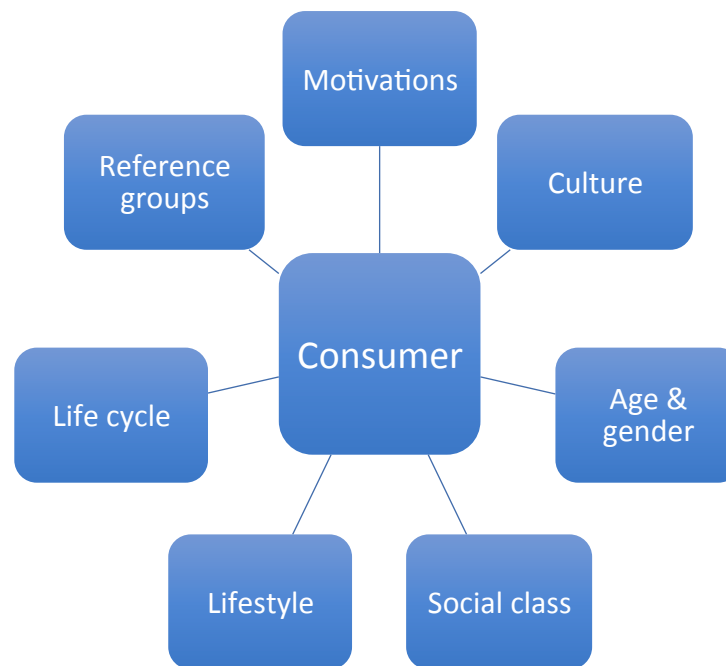 Motivations
Reference
groups
Culture
Consumer
Life cycle
Age &
gender
Lifestyle
Social class